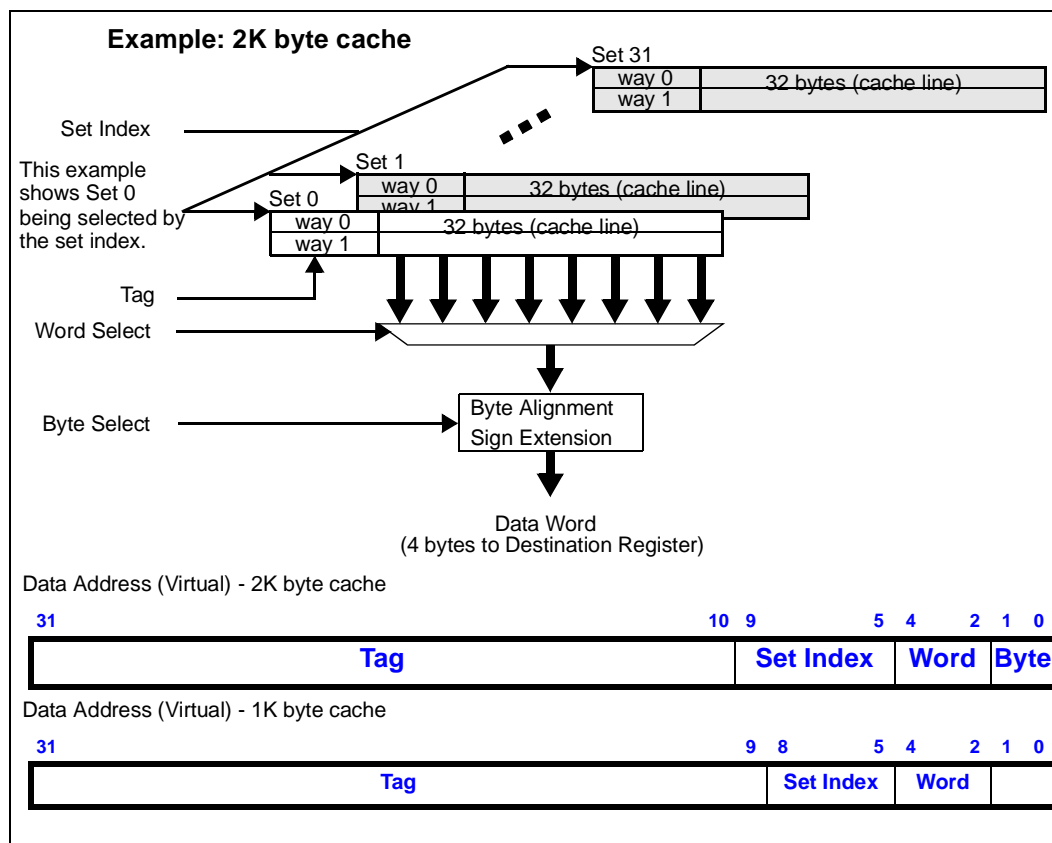 Example: 2K byte cache
Set 31
way 0 32 bytes (cache line)
way 1
Set Index
This example
shows Set 0
being selected by
the set index.
Set 1
way 0 32 bytes (cache line)
way 1
Set 0
way 0 32 bytes (cache line)
way 1
Tag
Word Select
Byte Select
Byte Alignment
Sign Extension
Data Word
(4 bytes to Destination Register)
Data Address (Virtual) - 2K byte cache
31 10 9 5 4 2 1 0
Tag Set Index Word Byte
Data Address (Virtual) - 1K byte cache
31 9 8 5 4 2 1 0
Tag Set Index Word